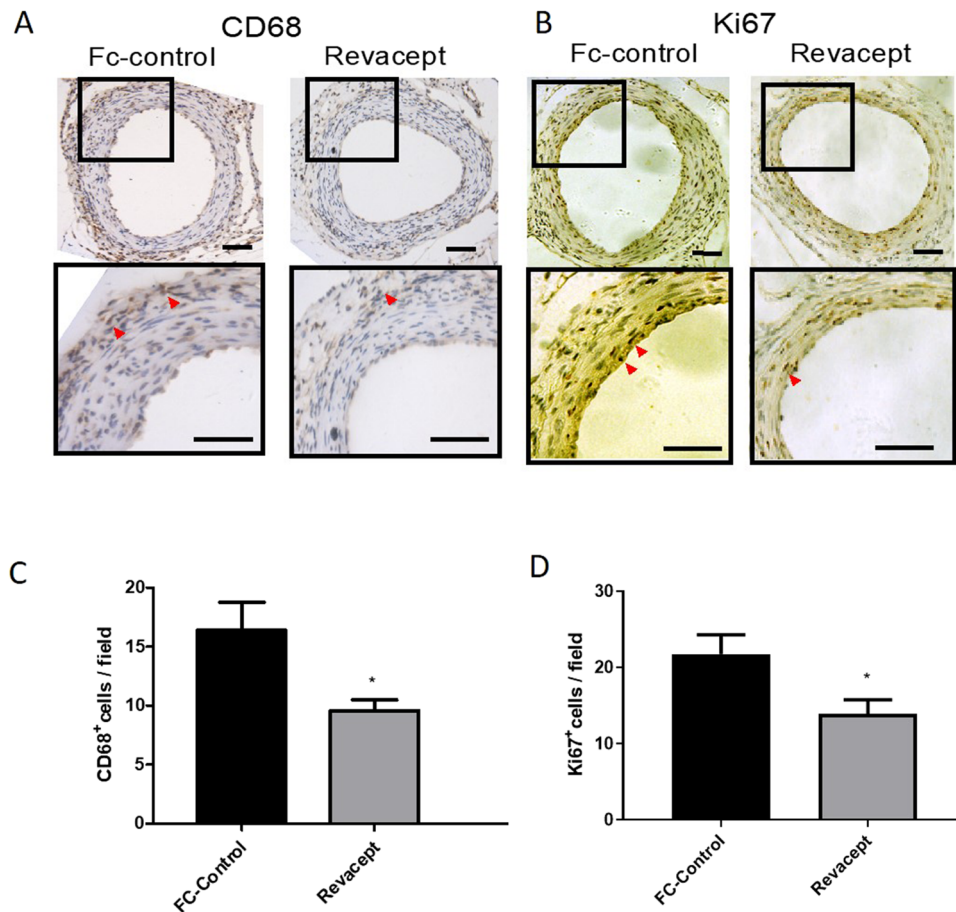 A
CD68
Fc-control
Revacept
B
Ki67
Fc-control
Revacept
C
CD68+ cells / field
20
15
10
5
0
*
FC-Control
Revacept
D
Ki67+ cells / field
30
20
10
0
*
FC-Control
Revacept